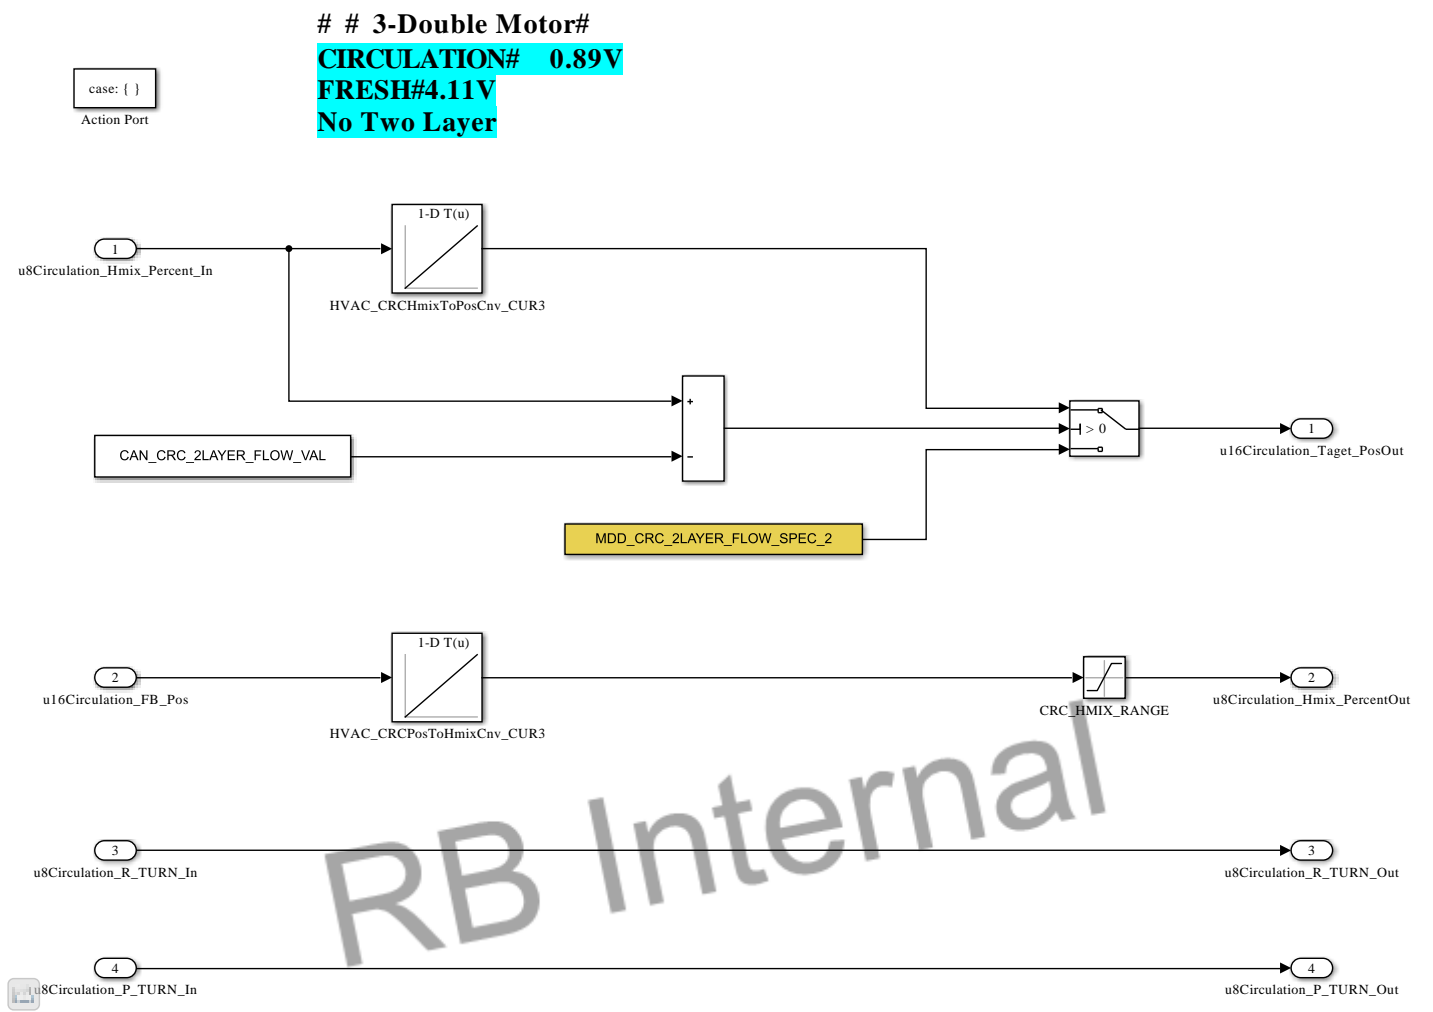 # # 3-Double Motor#
CIRCULATION# 0.89V
FRESH#4.11V
No Two Layer
case: { }
Action Port
1-D T(u)
1
u8Circulation_Hmix_Percent_In
HVAC_CRCHmixToPosCnv_CUR3
+
> 0
1
u16Circulation_Taget_PosOut
CAN_CRC_2LAYER_FLOW_VAL
-
MDD_CRC_2LAYER_FLOW_SPEC_2
1-D T(u)
2
u16Circulation_FB_Pos
HVAC_CRCPosToHmixCnv_CUR3
CRC_HMIX_RANGE
2
u8Circulation_Hmix_PercentOut
RB Internal
3
u8Circulation_R_TURN_In
3
u8Circulation_R_TURN_Out
4
u8Circulation_P_TURN_In
4
u8Circulation_P_TURN_Out